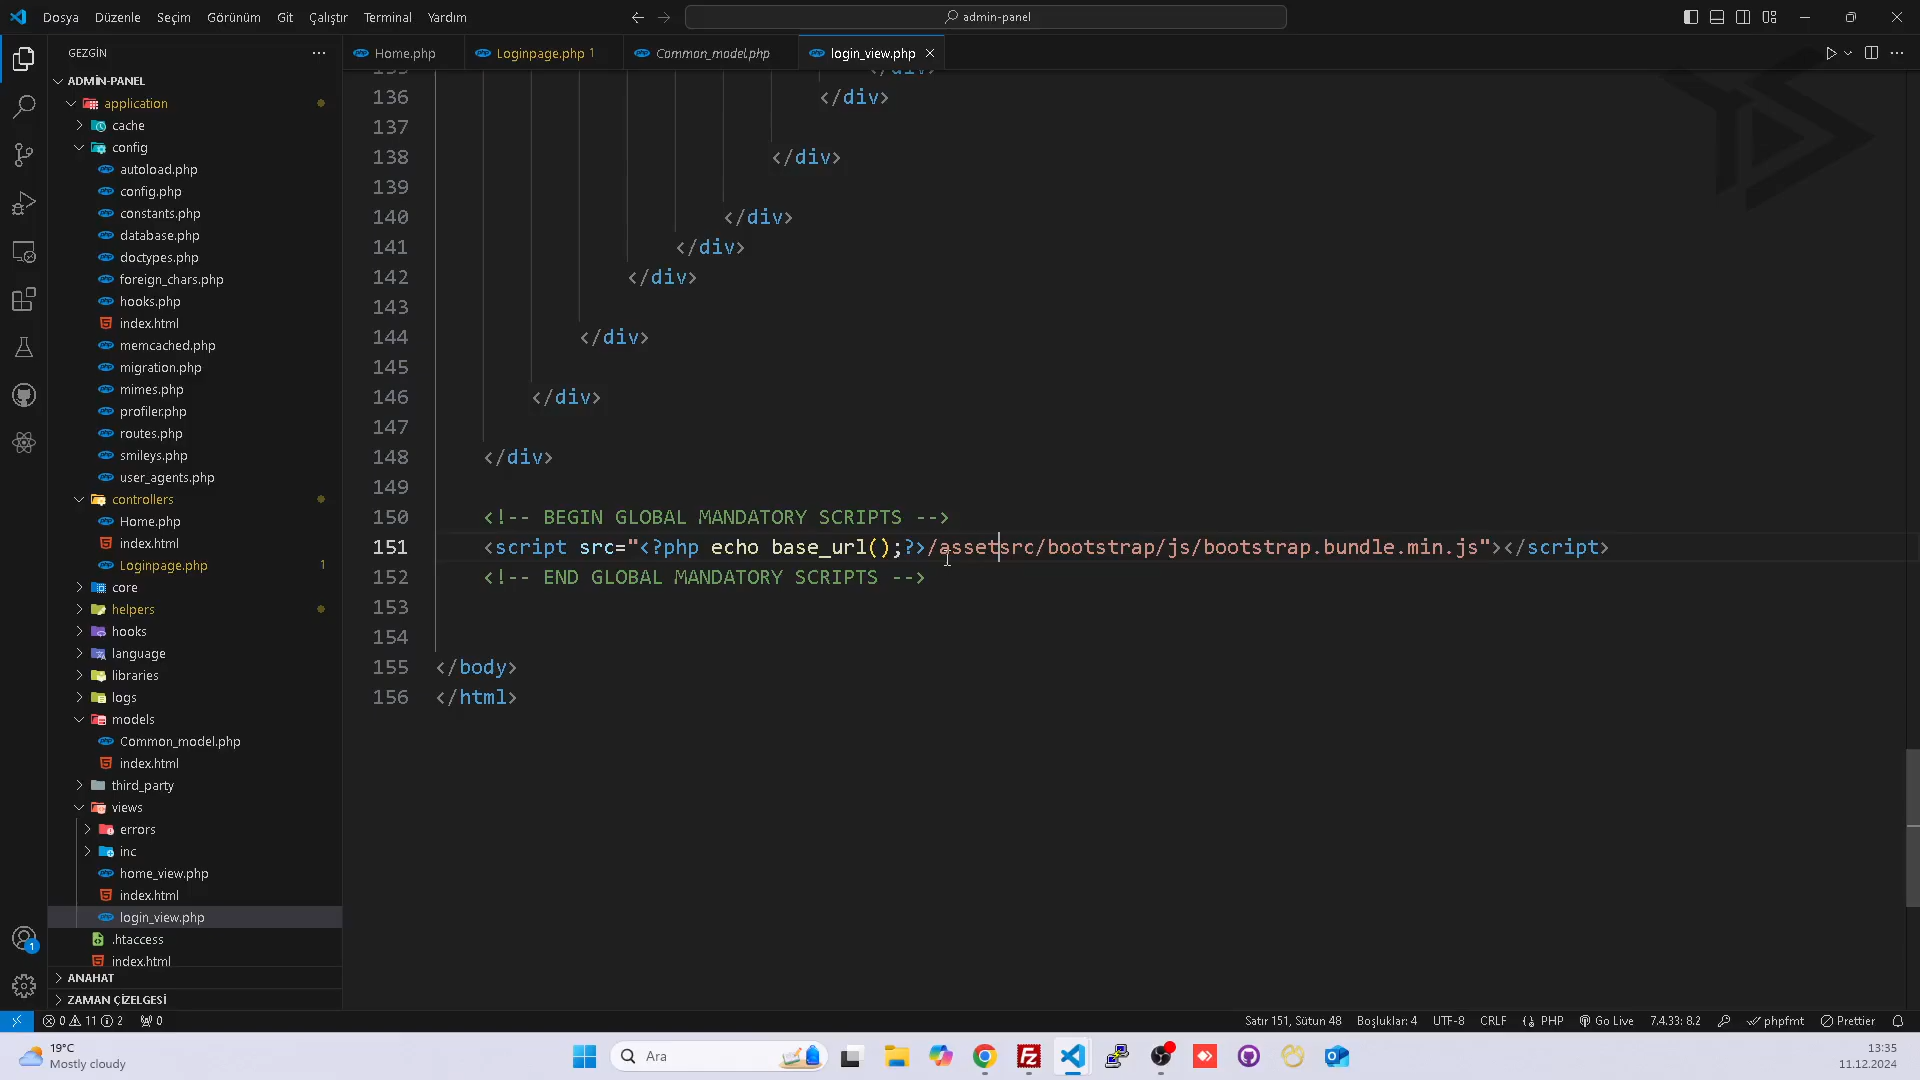 Dosya Düzenle Seçim Görünüm Git Çalıştır Terminal Yardım
admin-panel
GEZGİN
Home.php
Loginpage.php 1
Common_model.php
login_view.php
ADMİN-PANEL
application
cache
config
autoload.php
config.php
constants.php
database.php
doctypes.php
foreign_chars.php
hooks.php
index.html
memcached.php
migration.php
mimes.php
profiler.php
routes.php
smileys.php
user_agents.php
controllers
Home.php
index.html
Loginpage.php 1
core
helpers
hooks
language
libraries
logs
models
Common_model.php
index.html
third_party
views
errors
inc
home_view.php
index.html
login_view.php
.htaccess
index.html
ANAHAT
ZAMAN ÇİZELGESİ
136 </div>
137
138 </div>
139
140 </div>
141 </div>
142 </div>
143
144 </div>
145
146 </div>
147
148 </div>
149
150 <!-- BEGIN GLOBAL MANDATORY SCRIPTS -->
151 <script src="<?php echo base_url();?>/assetsrc/bootstrap/js/bootstrap.bundle.min.js"></script>
152 <!-- END GLOBAL MANDATORY SCRIPTS -->
153
154
155 </body>
156 </html>
1
0 11 2 0
Satır 151, Sütun 48 Boşluklar: 4 UTF-8 CRLF {} PHP Go Live 7.4.33: 8.2 phpfmt Prettier
19°C
Mostly cloudy
Ara
13:35
11.12.2024